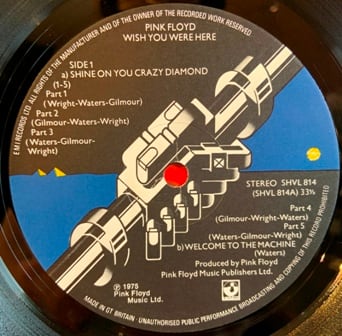 EMI RECORDS LTD. ALL RIGHTS OF THE MANUFACTURER AND OF THE OWNER OF THE RECORDED WORK RESERVED
PINK FLOYD
WISH YOU WERE HERE
SIDE 1
a) SHINE ON YOU CRAZY DIAMOND
(1-5)
Part 1
(Wright-Waters-Gilmour)
Part 2
(Gilmour-Waters-Wright)
Part 3
(Waters-Gilmour-
Wright)
STEREO SHVL 814
(SHVL 814A) 33⅓
Part 4
(Gilmour-Wright-Waters)
Part 5
(Waters-Gilmour-Wright)
b) WELCOME TO THE MACHINE
(Waters)
Produced by Pink Floyd
Pink Floyd Music Publishers Ltd.
℗ 1975
Pink Floyd
Music Ltd.
MADE IN GT. BRITAIN · UNAUTHORISED PUBLIC PERFORMANCE BROADCASTING AND COPYING OF THIS RECORD PROHIBITED